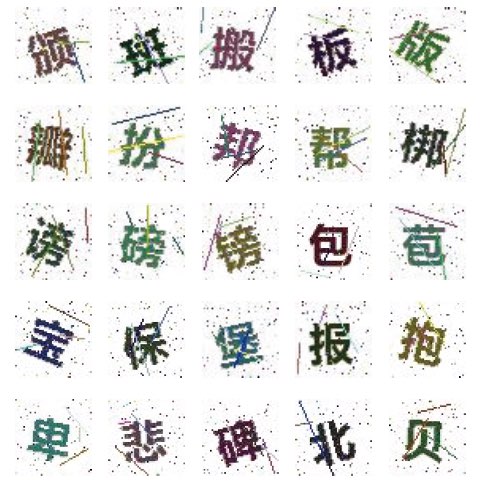 颁 斑 搬 板 版
瓣 扮 邦 帮 梆
谤 磅 镑 包 苞
宝 保 堡 报 抱
卑 悲 碑 北 贝